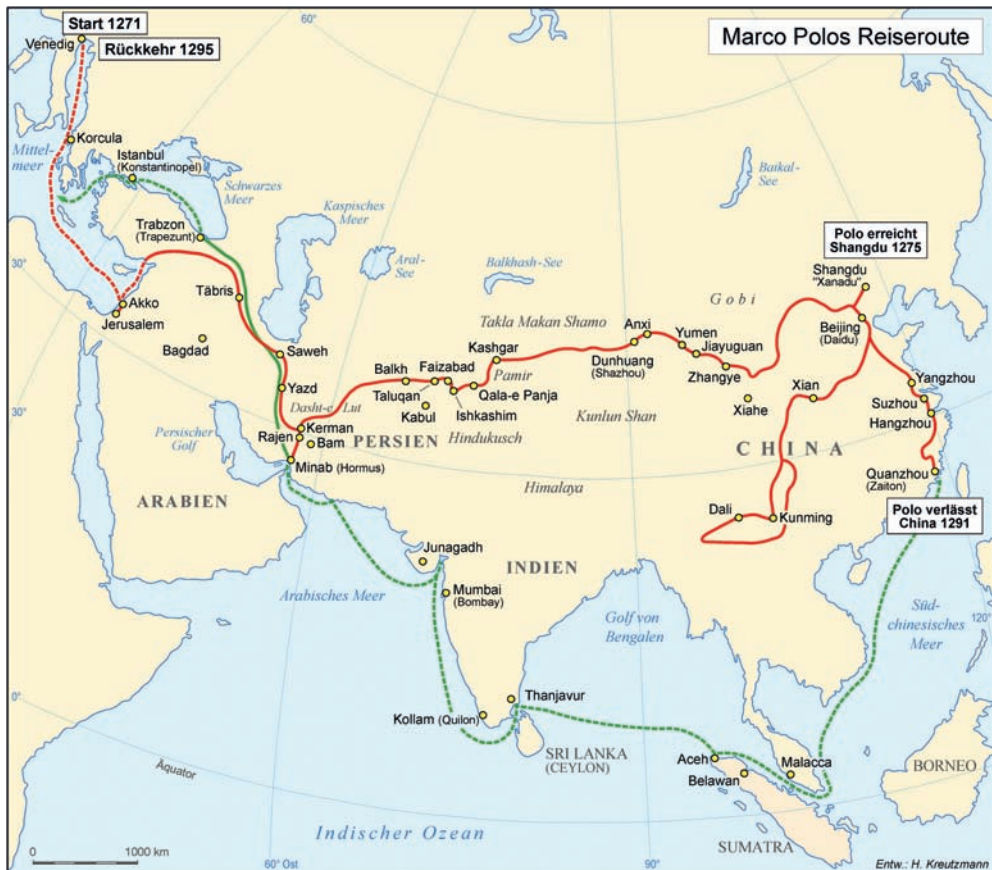 Marco Polos Reiseroute
Start 1271
Venedig
Rückkehr 1295
60°
Korcula
Mittel-
meer
Istanbul
(Konstantinopel)
Schwarzes
Meer
Baikal-
See
Kaspisches
Meer
Trabzon
(Trapezunt)
Polo erreicht
Shangdu 1275
Aral-
See
Balkhash-See
30°
Shangdu
"Xanadu"
Täbris
Gobi
Akko
Jerusalem
Takla Makan Shamo
Anxi
Yumen
Jiayuguan
Beijing
(Daidu)
Bagdad
Saweh
Kashgar
Dunhuang
(Shazhou)
Zhangye
Balkh
Faizabad
Pamir
Yazd
Taluqan
Qala-e Panja
Xian
Yangzhou
Dasht-e Lut
Kabul
Ishkashim
Xiahe
Suzhou
30°
Kerman
Kunlun Shan
Hangzhou
Rajen
Bam
PERSIEN
Hindukusch
CHINA
Persischer
Golf
Minab (Hormus)
Quanzhou
(Zaiton)
Himalaya
ARABIEN
Dali
Kunming
Polo verlässt
China 1291
Junagadh
INDIEN
Arabisches Meer
Mumbai
(Bombay)
Golf von
Bengalen
Süd-
chinesisches
Meer
120°
0°
Thanjavur
Kollam (Quilon)
SRI LANKA
(CEYLON)
Aceh
Malacca
Belawan
BORNEO
Äquator
Indischer Ozean
SUMATRA
0
1000 km
60° Ost
90°
Entw.: H. Kreutzmann